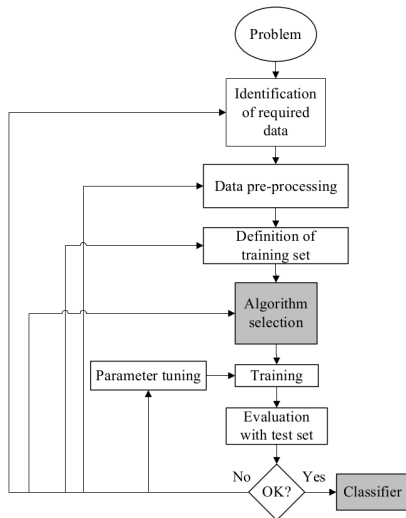 Problem
Identification
of required
data
Data pre-processing
Definition of
training set
Algorithm
selection
Parameter tuning
Training
Evaluation
with test set
No
OK?
Yes
Classifier